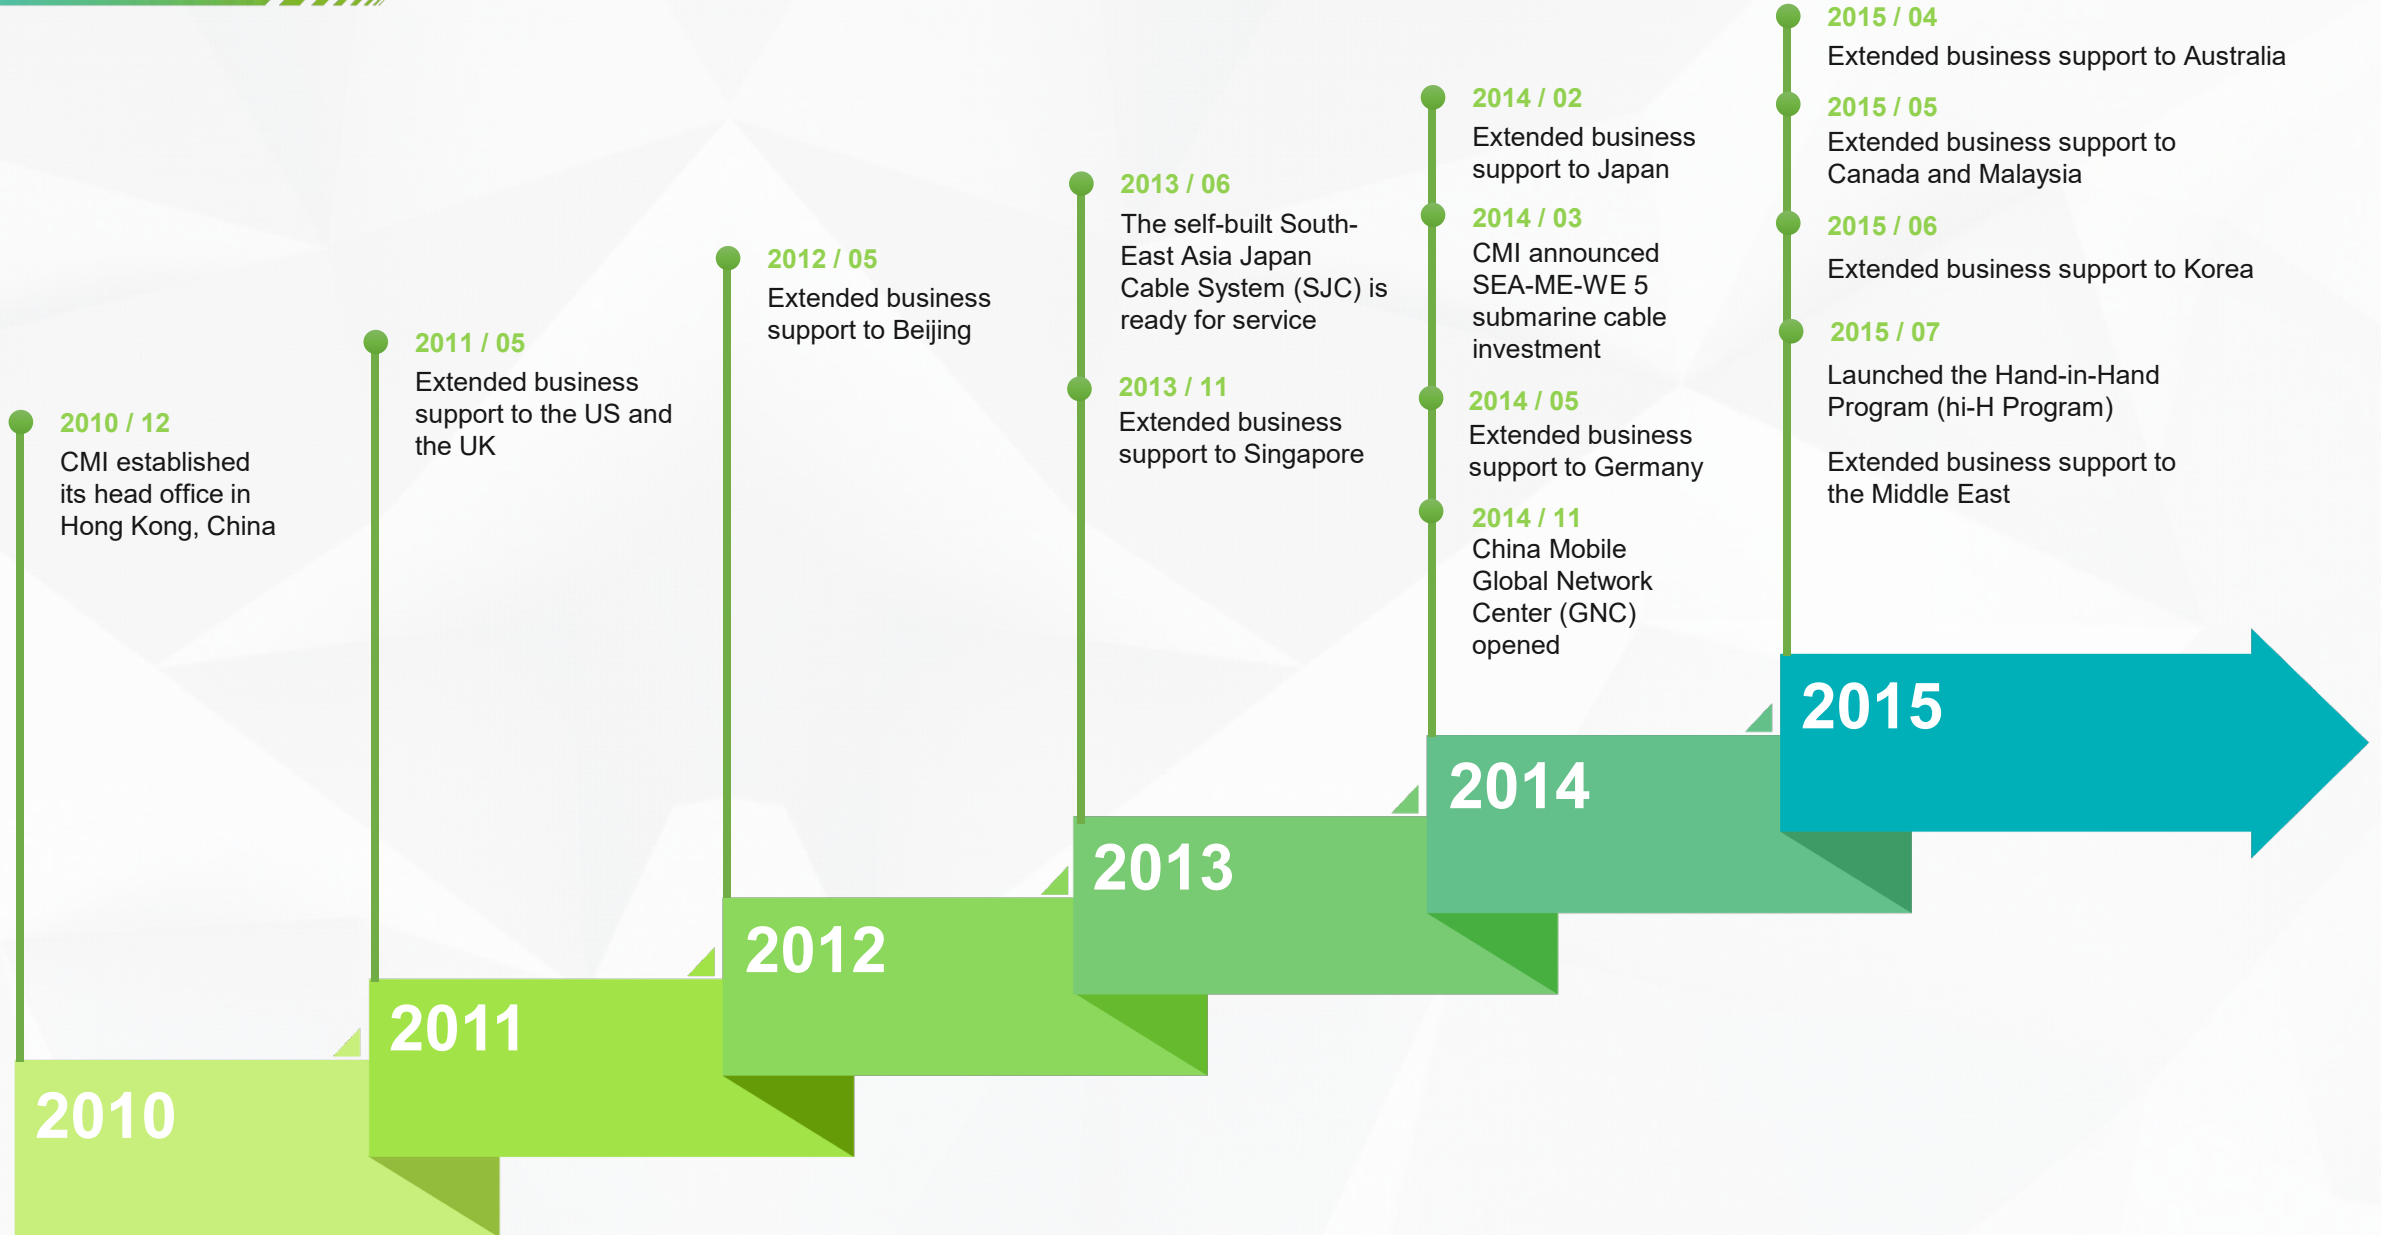 2010 / 12
CMI established
its head office in
Hong Kong, China
2010
2011 / 05
Extended business
support to the US and
the UK
2011
2012 / 05
Extended business
support to Beijing
2012
2013 / 06
The self-built South-
East Asia Japan
Cable System (SJC) is
ready for service
2013 / 11
Extended business
support to Singapore
2013
2014 / 02
Extended business
support to Japan
2014 / 03
CMI announced
SEA-ME-WE 5
submarine cable
investment
2014 / 05
Extended business
support to Germany
2014 / 11
China Mobile
Global Network
Center (GNC)
opened
2014
2015 / 04
Extended business support to Australia
2015 / 05
Extended business support to
Canada and Malaysia
2015 / 06
Extended business support to Korea
2015 / 07
Launched the Hand-in-Hand
Program (hi-H Program)
Extended business support to
the Middle East
2015